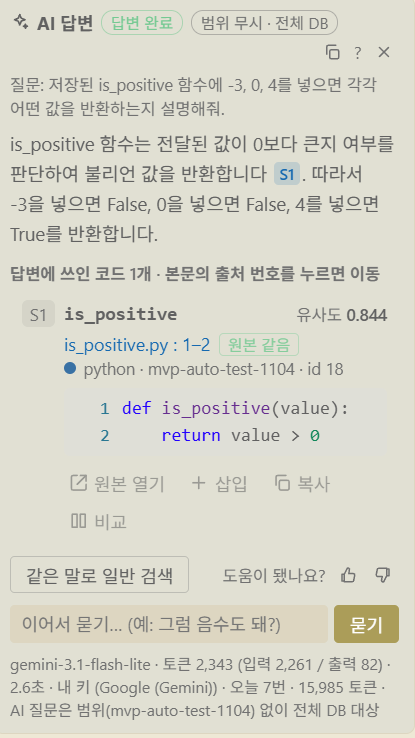 AI 답변 답변 완료 범위 무시 · 전체 DB
?
질문: 저장된 is_positive 함수에 -3, 0, 4를 넣으면 각각
어떤 값을 반환하는지 설명해줘.
is_positive 함수는 전달된 값이 0보다 큰지 여부를
판단하여 불리언 값을 반환합니다 S1 . 따라서
-3을 넣으면 False, 0을 넣으면 False, 4를 넣으면
True를 반환합니다.
답변에 쓰인 코드 1개 · 본문의 출처 번호를 누르면 이동
S1 is_positive 유사도 0.844
is_positive.py : 1–2 원본 같음
python · mvp-auto-test-1104 · id 18
1 def is_positive(value):
2     return value > 0
원본 열기 삽입 복사
비교
같은 말로 일반 검색 도움이 됐나요?
이어서 묻기... (예: 그럼 음수도 돼?) 묻기
gemini-3.1-flash-lite · 토큰 2,343 (입력 2,261 / 출력 82) ·
2.6초 · 내 키 (Google (Gemini)) · 오늘 7번 · 15,985 토큰 ·
AI 질문은 범위(mvp-auto-test-1104) 없이 전체 DB 대상